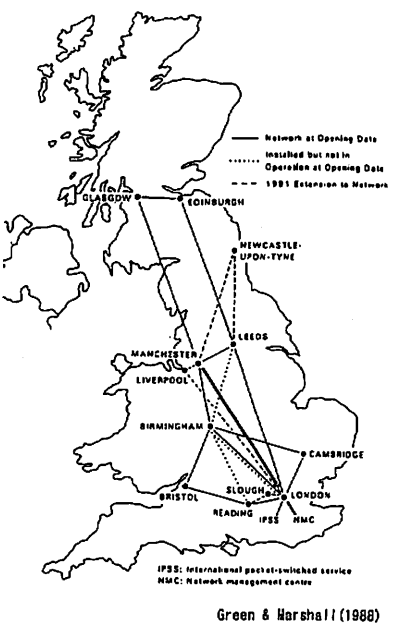 Network at Opening Date
Installed but not in
Operation at Opening Date
1981 Extension to Network
GLASGOW
EDINBURGH
NEWCASTLE-
UPON-TYNE
LEEDS
MANCHESTER
LIVERPOOL
BIRMINGHAM
CAMBRIDGE
BRISTOL
SLOUGH
LONDON
READING
IPSS
NMC
IPSS: International packet-switched service
NMC: Network management centre
Green & Marshall(1988)